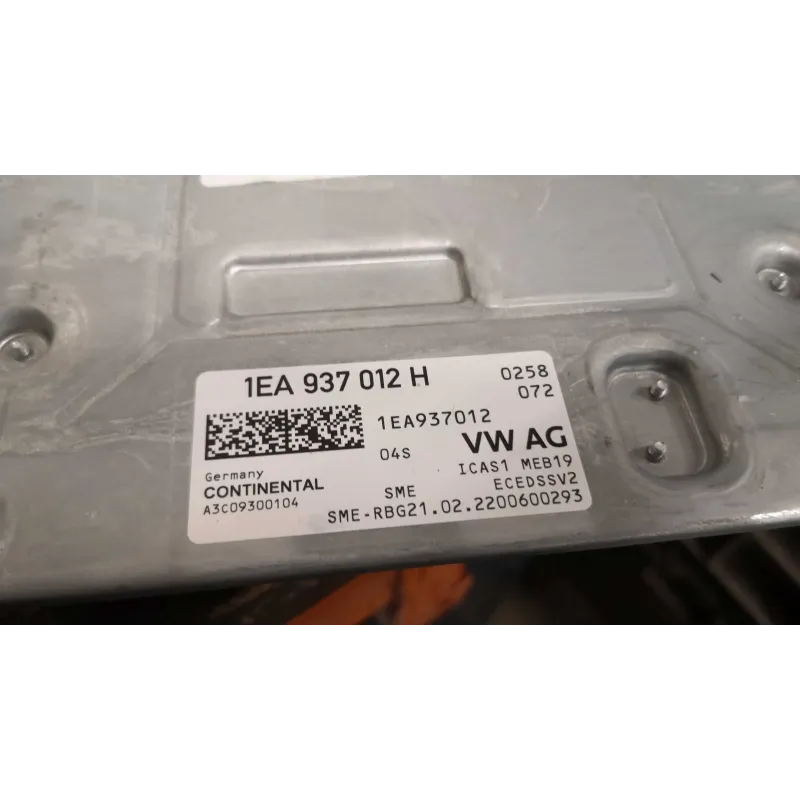 1EA 937 012 H
0258
072
1EA937012
04S
VW AG
ICAS1 MEB19
Germany
CONTINENTAL
A3C09300104
SME
ECEDSSV2
SME-RBG21.02.2200600293